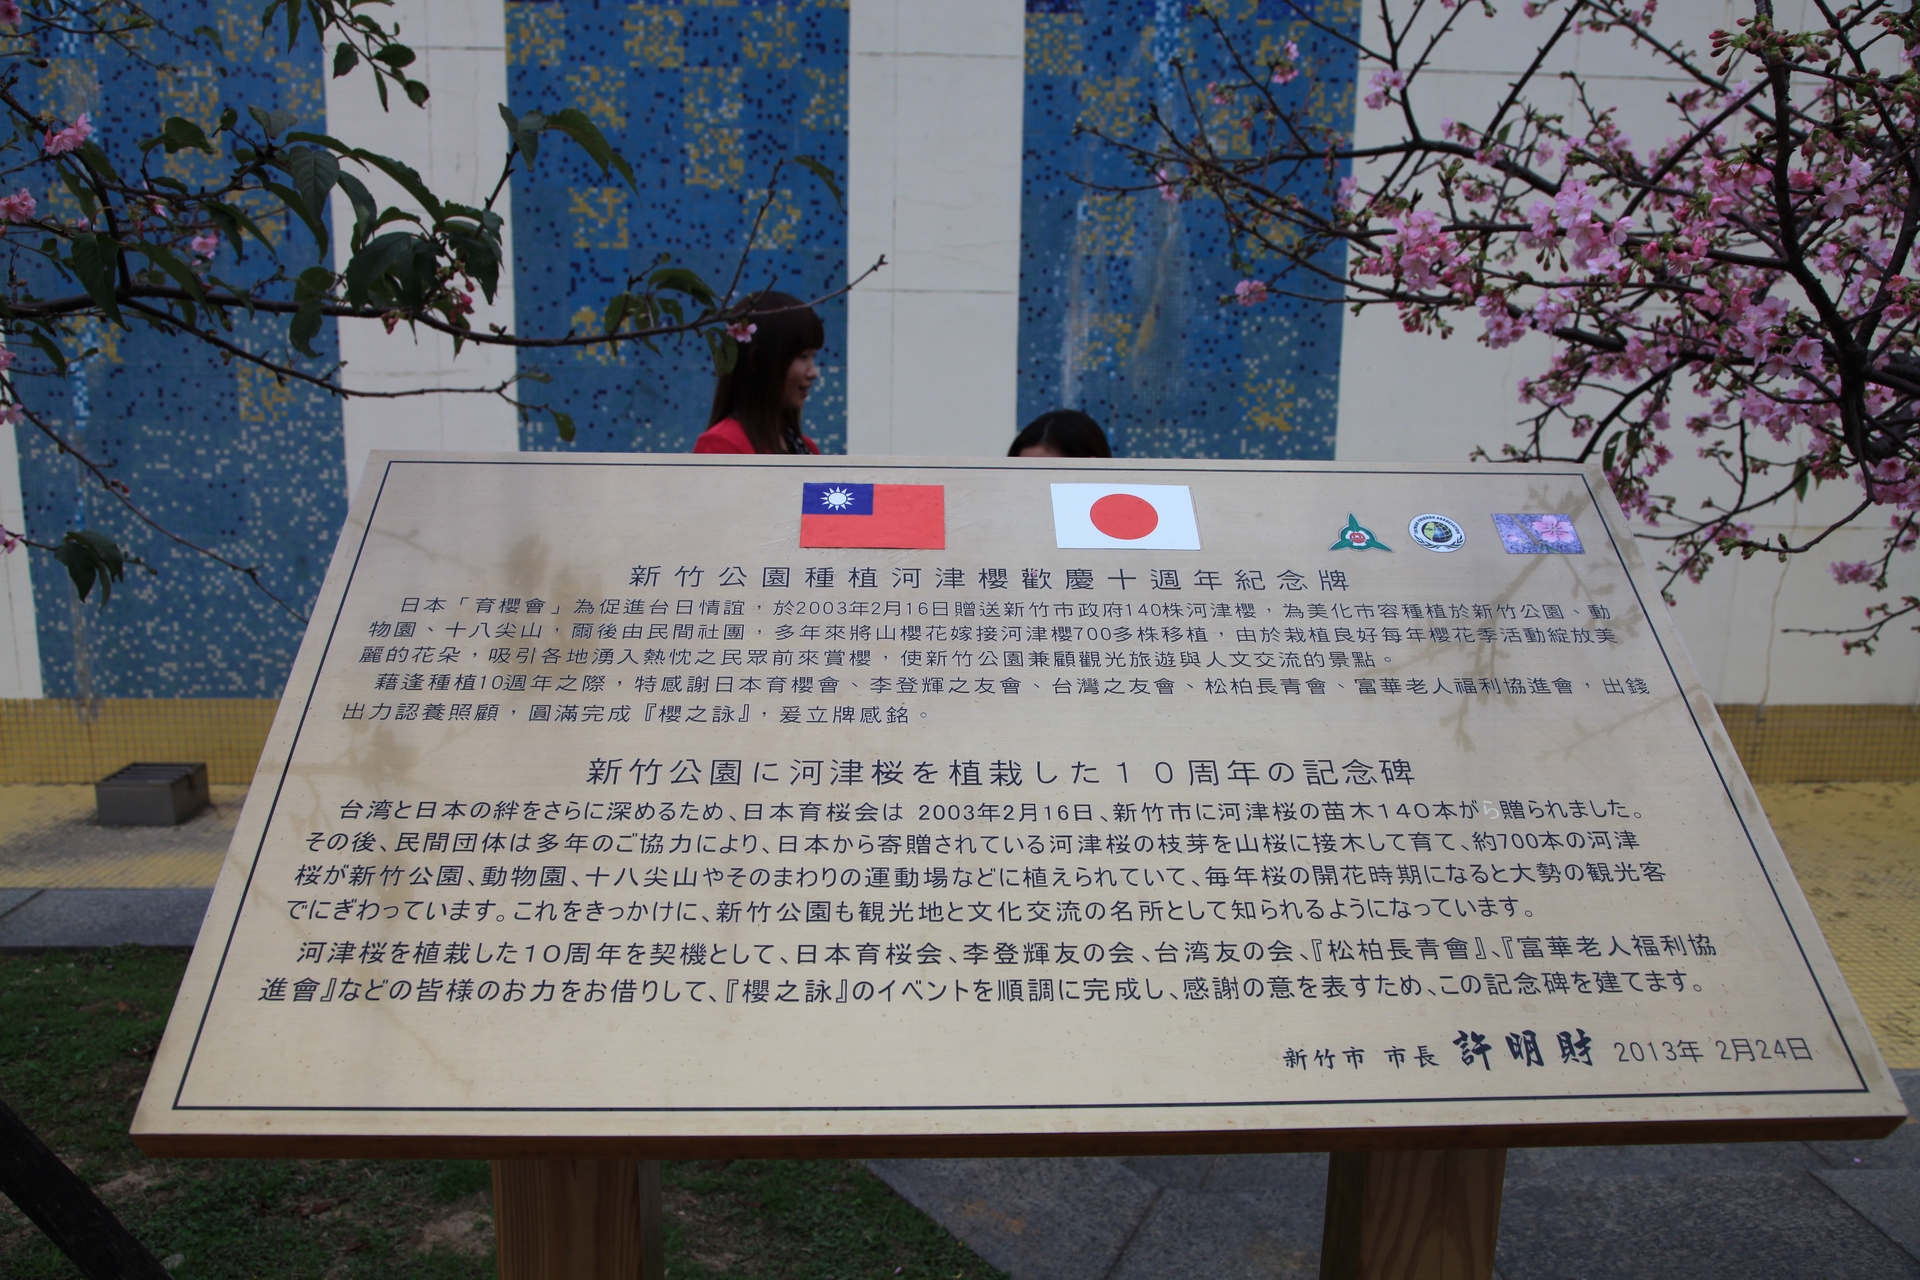 新竹公園種植河津櫻歡慶十週年紀念牌
日本「育櫻會」為促進台日情誼，於2003年2月16日贈送新竹市政府140株河津櫻，為美化市容種植於新竹公園、動
物園、十八尖山，爾後由民間社團，多年來將山櫻花嫁接河津櫻700多株移植，由於栽植良好每年櫻花季活動綻放美
麗的花朵，吸引各地湧入熱忱之民眾前來賞櫻，使新竹公園兼顧觀光旅遊與人文交流的景點。
藉逢種植10週年之際，特感謝日本育櫻會、李登輝之友會、台灣之友會、松柏長青會、富華老人福利協進會，出錢
出力認養照顧，圓滿完成『櫻之詠』，爰立牌感銘。
新竹公園に河津桜を植栽した１０周年の記念碑
台湾と日本の絆をさらに深めるため、日本育桜会は 2003年2月16日、新竹市に河津桜の苗木１４０本がら贈られました。
その後、民間団体は多年のご協力により、日本から寄贈されている河津桜の枝芽を山桜に接木して育て、約700本の河津
桜が新竹公園、動物園、十八尖山やそのまわりの運動場などに植えられていて、毎年桜の開花時期になると大勢の観光客
でにぎわっています。これをきっかけに、新竹公園も観光地と文化交流の名所として知られるようになっています。
河津桜を植栽した１０周年を契機として、日本育桜会、李登輝友の会、台湾友の会、『松柏長青會』、『富華老人福利協
進會』などの皆様のお力をお借りして、『櫻之詠』のイベントを順調に完成し、感謝の意を表すため、この記念碑を建てます。
新竹市 市長 許明財 2013年 2月24日